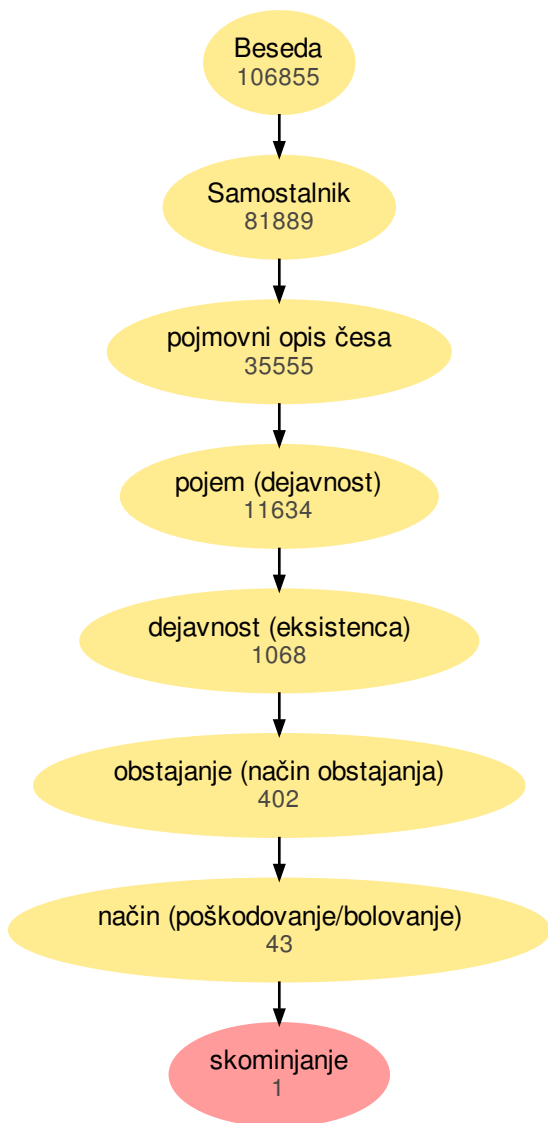 Beseda
106855
Samostalnik
81889
pojmovni opis česa
35555
pojem (dejavnost)
11634
dejavnost (eksistenca)
1068
obstajanje (način obstajanja)
402
način (poškodovanje/bolovanje)
43
skominjanje
1